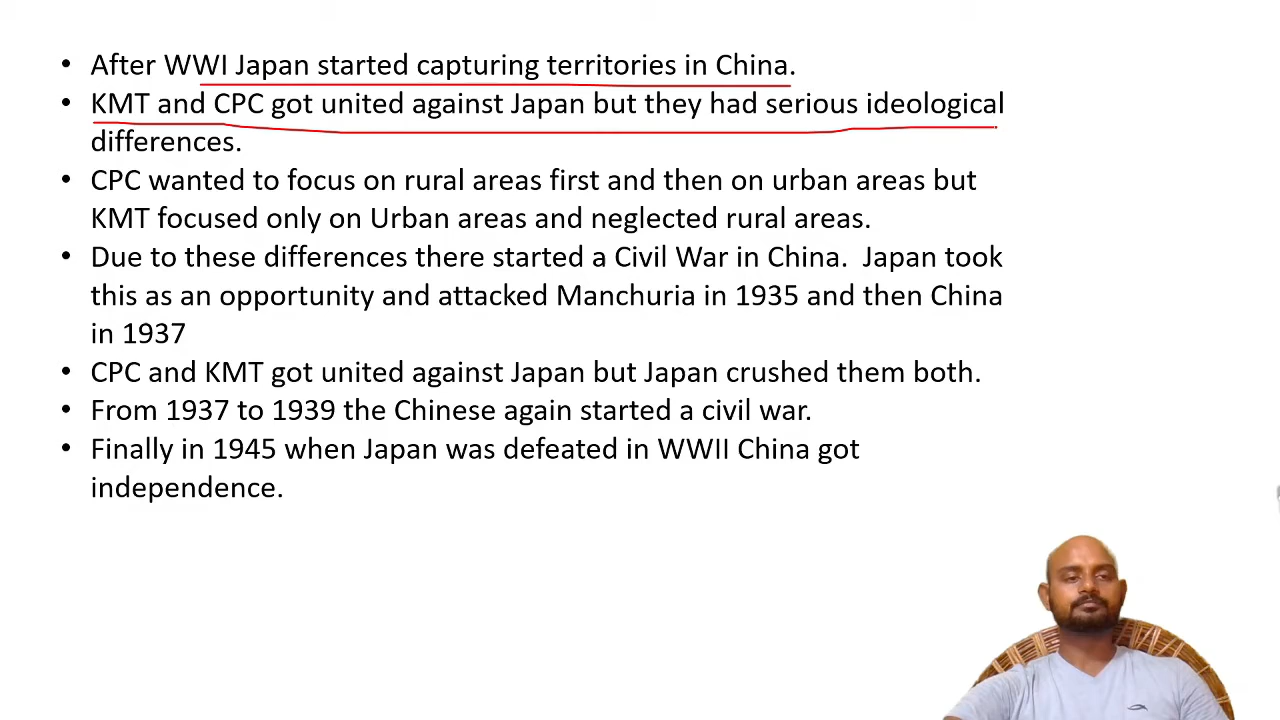 • After WWI Japan started capturing territories in China.
• KMT and CPC got united against Japan but they had serious ideological
differences.
• CPC wanted to focus on rural areas first and then on urban areas but
KMT focused only on Urban areas and neglected rural areas.
• Due to these differences there started a Civil War in China.  Japan took
this as an opportunity and attacked Manchuria in 1935 and then China
in 1937
• CPC and KMT got united against Japan but Japan crushed them both.
• From 1937 to 1939 the Chinese again started a civil war.
• Finally in 1945 when Japan was defeated in WWII China got
independence.